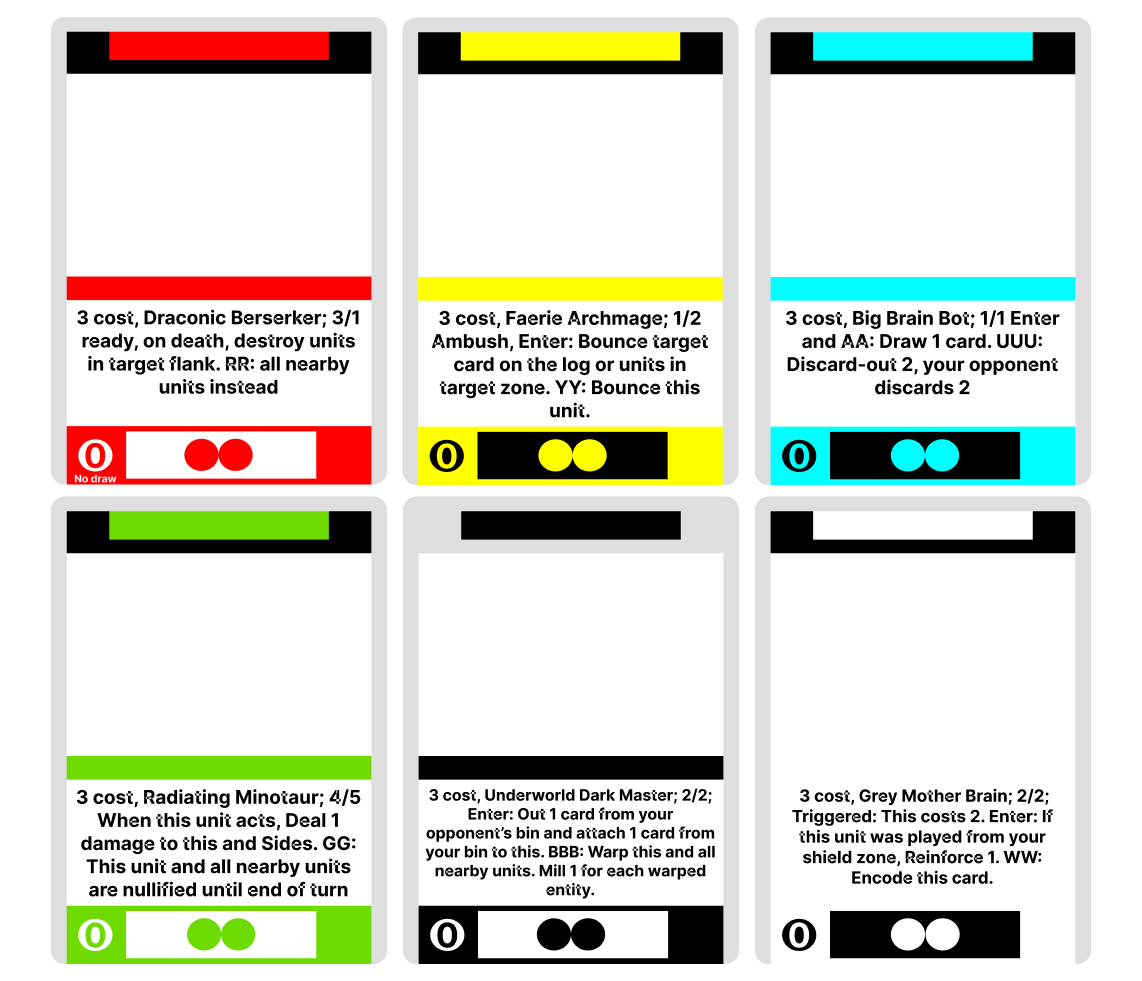 3 cost, Draconic Berserker; 3/1
ready, on death, destroy units
in target flank. RR: all nearby
units instead
0
No draw
3 cost, Faerie Archmage; 1/2
Ambush, Enter: Bounce target
card on the log or units in
target zone. YY: Bounce this
unit.
0
3 cost, Big Brain Bot; 1/1 Enter
and AA: Draw 1 card. UUU:
Discard-out 2, your opponent
discards 2
0
3 cost, Radiating Minotaur; 4/5
When this unit acts, Deal 1
damage to this and Sides. GG:
This unit and all nearby units
are nullified until end of turn
0
3 cost, Underworld Dark Master; 2/2;
Enter: Out 1 card from your
opponent's bin and attach 1 card from
your bin to this. BBB: Warp this and all
nearby units. Mill 1 for each warped
entity.
0
3 cost, Grey Mother Brain; 2/2;
Triggered: This costs 2. Enter: If
this unit was played from your
shield zone, Reinforce 1. WW:
Encode this card.
0